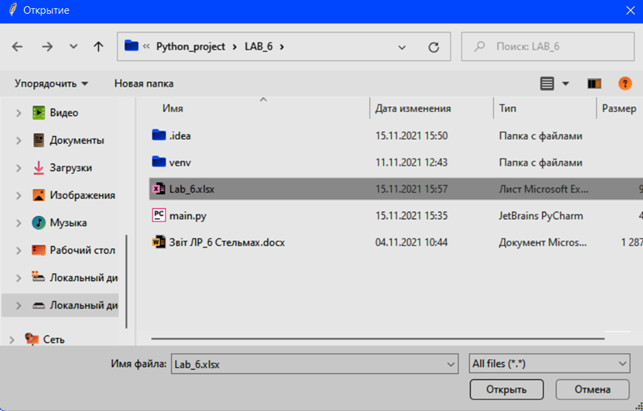 Открытие
« Python_project › LAB_6 ›
Поиск: LAB_6
Упорядочить
Новая папка
Имя
Дата изменения
Тип
Размер
Видео
Документы
Загрузки
Изображения
Музыка
Рабочий стол
Локальный ди
Локальный ди
Сеть
.idea 15.11.2021 15:50 Папка с файлами
venv 11.11.2021 12:43 Папка с файлами
Lab_6.xlsx 15.11.2021 15:57 Лист Microsoft Ex... 9
main.py 15.11.2021 15:35 JetBrains PyCharm 4
Звіт ЛР_6 Стельмах.docx 04.11.2021 10:44 Документ Micros... 1 287
Имя файла: Lab_6.xlsx
All files (*.*)
Открыть
Отмена